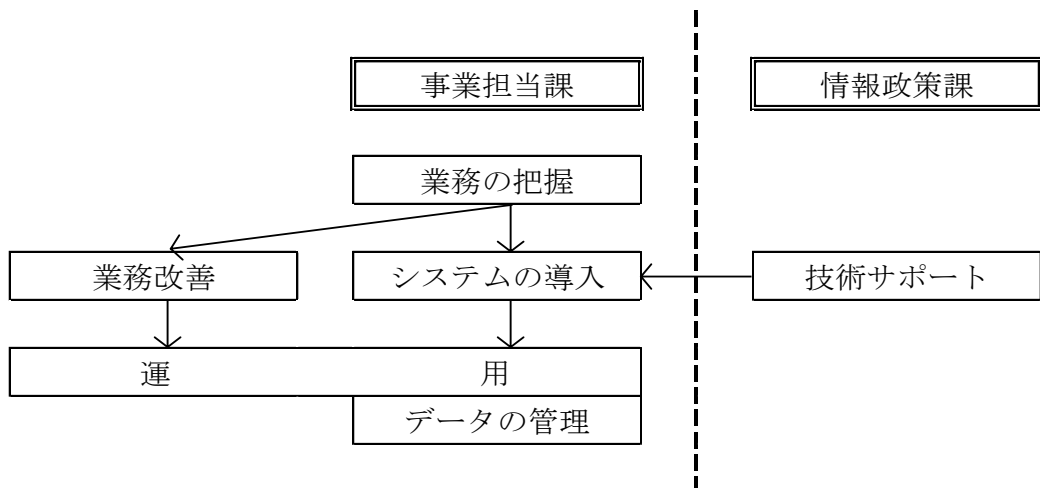 事業担当課 情報政策課
業務の把握
業務改善 システムの導入 技術サポート
運 用
データの管理